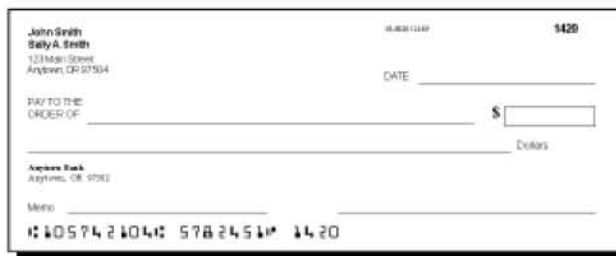 John Smith 1420
Sally A. Smith
123 Main Street
Anytown, OR 97504
DATE
PAY TO THE
ORDER OF $
Dollars
Anytown Bank
Anytown, OR 97502
Memo
⑆105742104⑆ 5782451⑈ 1420